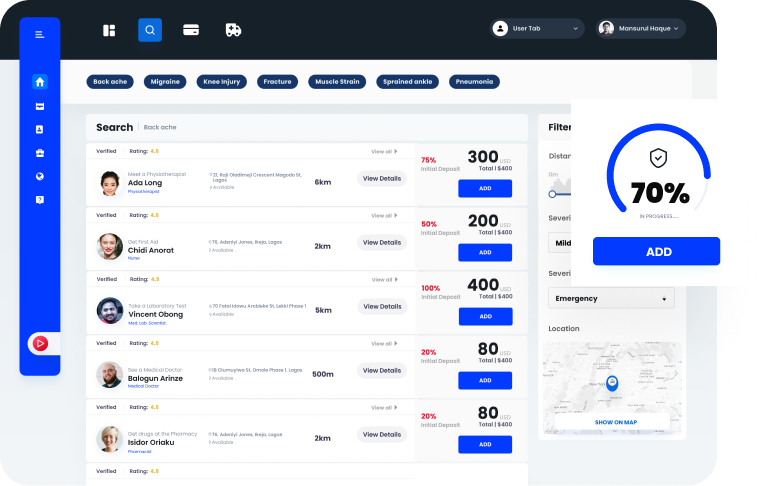 User Tab
Mansurul Haque
Back ache
Migraine
Knee Injury
Fracture
Muscle Strain
Sprained ankle
Pneumonia
Search
Back ache
Verified Rating: 4.5
View all
Meet a Physiotherapist
Ada Long
Physiotherapist
21, Raji Oladimeji Crescent Magodo St,
Lagos
Available
6km
View Details
75%
Initial Deposit
300 USD
Total | $400
ADD
Verified Rating: 4.5
View all
Get First Aid
Chidi Anorat
Nurse
76, Adeniyi Jones, Ikeja, Lagos
Available
2km
View Details
50%
Initial Deposit
200 USD
Total | $400
ADD
Verified Rating: 4.5
View all
Take a Laboratory Test
Vincent Obong
Med. Lab. Scientist.
70 Fatai Idowu Arobieke St, Lekki Phase 1
Available
5km
View Details
100%
Initial Deposit
400 USD
Total | $400
ADD
Verified Rating: 4.5
View all
See a Medical Doctor
Balogun Arinze
Medical Doctor
1B Olumuyiwa St, Omole Phase 1, Lagos
Available
500m
View Details
20%
Initial Deposit
80 USD
Total | $400
ADD
Verified Rating: 4.5
View all
Get drugs at the Pharmacy
Isidor Oriaku
Pharmacist
76, Adeniyi Jones, Ikeja, Lagos
Available
2km
View Details
20%
Initial Deposit
80 USD
Total | $400
ADD
Verified Rating: 4.5
Filter
Distan
0m
Severi
Mild
Severi
Emergency
Location
SHOW ON MAP
70%
IN PROGRESS.....
ADD